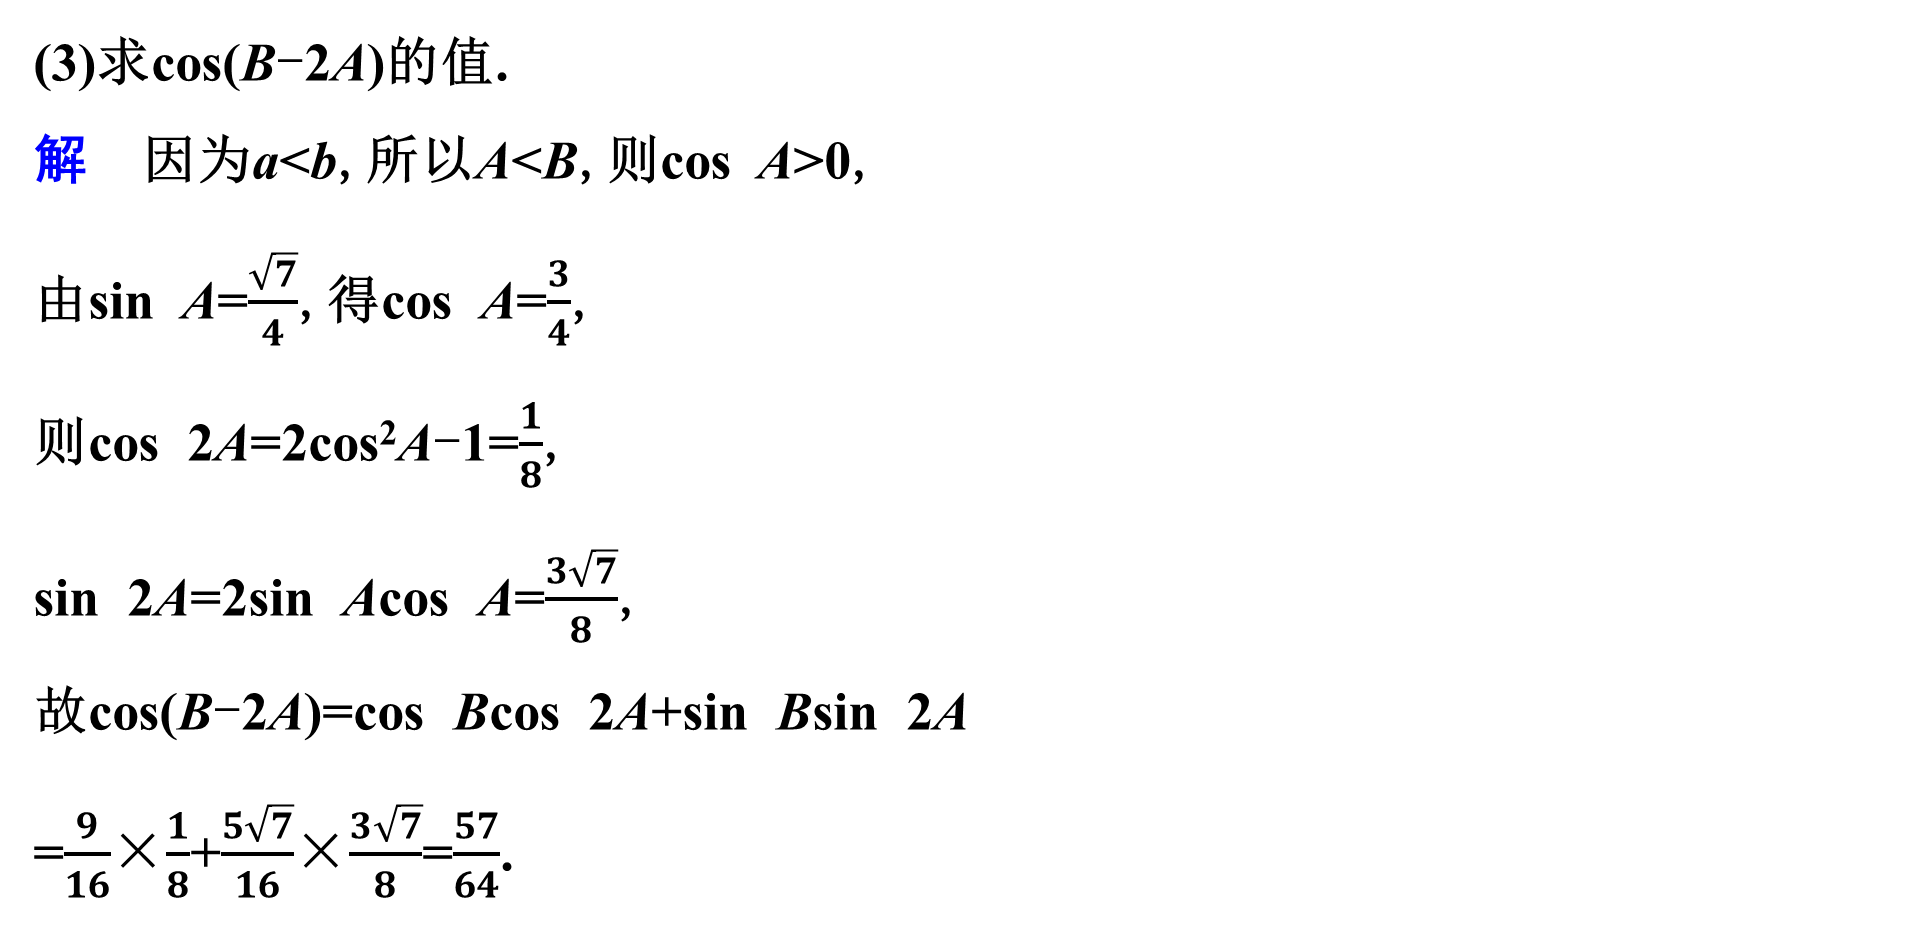 (3)求cos(B−2A)的值.
解 因为a<b,所以A<B,则cos A>0,
由sin A=√7/4,得cos A=3/4,
则cos 2A=2cos²A−1=1/8,
sin 2A=2sin Acos A=3√7/8,
故cos(B−2A)=cos Bcos 2A+sin Bsin 2A
=9/16×1/8+5√7/16×3√7/8=57/64.